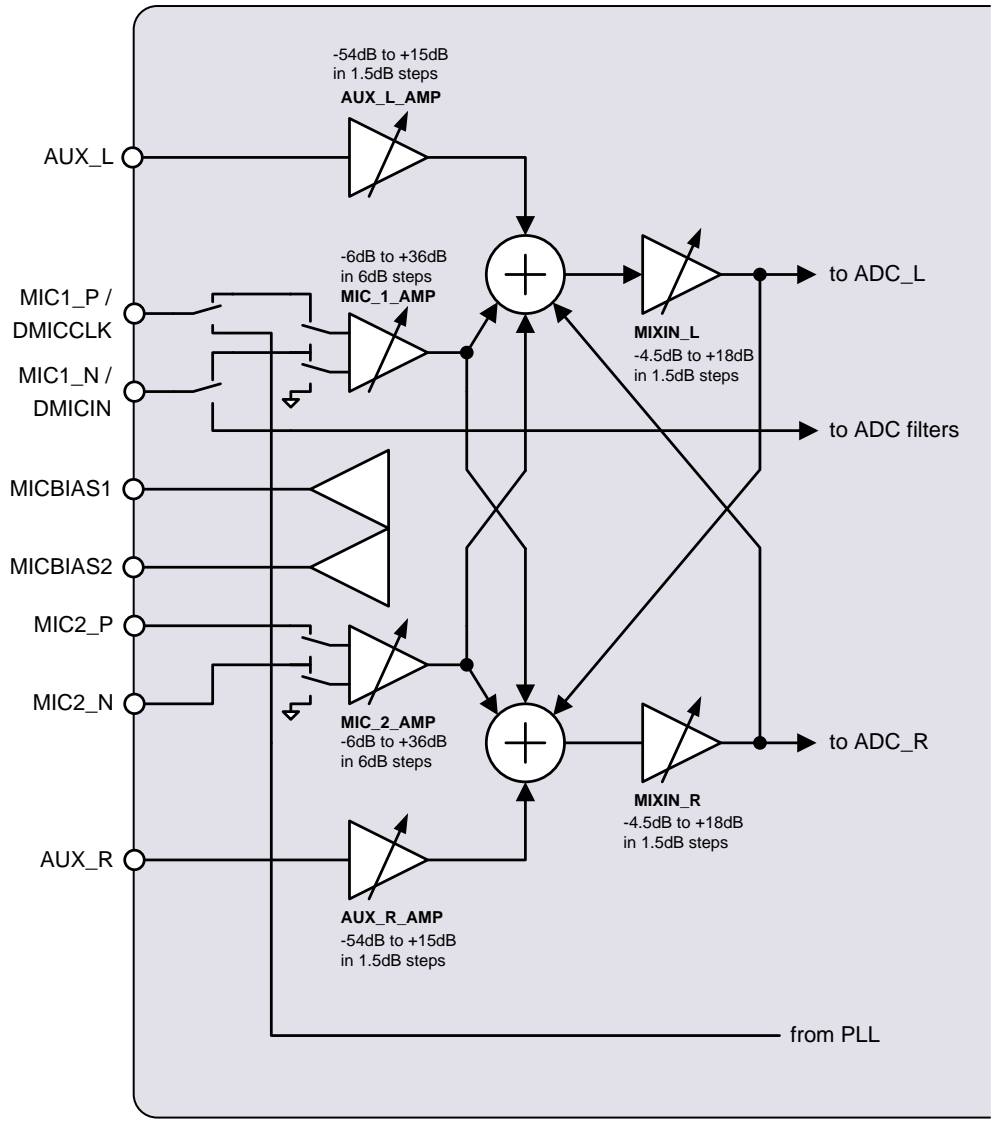 -54dB to +15dB
in 1.5dB steps
AUX_L_AMP
AUX_L
-6dB to +36dB
in 6dB steps
MIC_1_AMP
MIC1_P /
DMICCLK
to ADC_L
MIXIN_L
-4.5dB to +18dB
in 1.5dB steps
MIC1_N /
DMICIN
to ADC filters
MICBIAS1
MICBIAS2
MIC2_P
MIC2_N
MIC_2_AMP
-6dB to +36dB
in 6dB steps
to ADC_R
MIXIN_R
-4.5dB to +18dB
in 1.5dB steps
AUX_R
AUX_R_AMP
-54dB to +15dB
in 1.5dB steps
from PLL